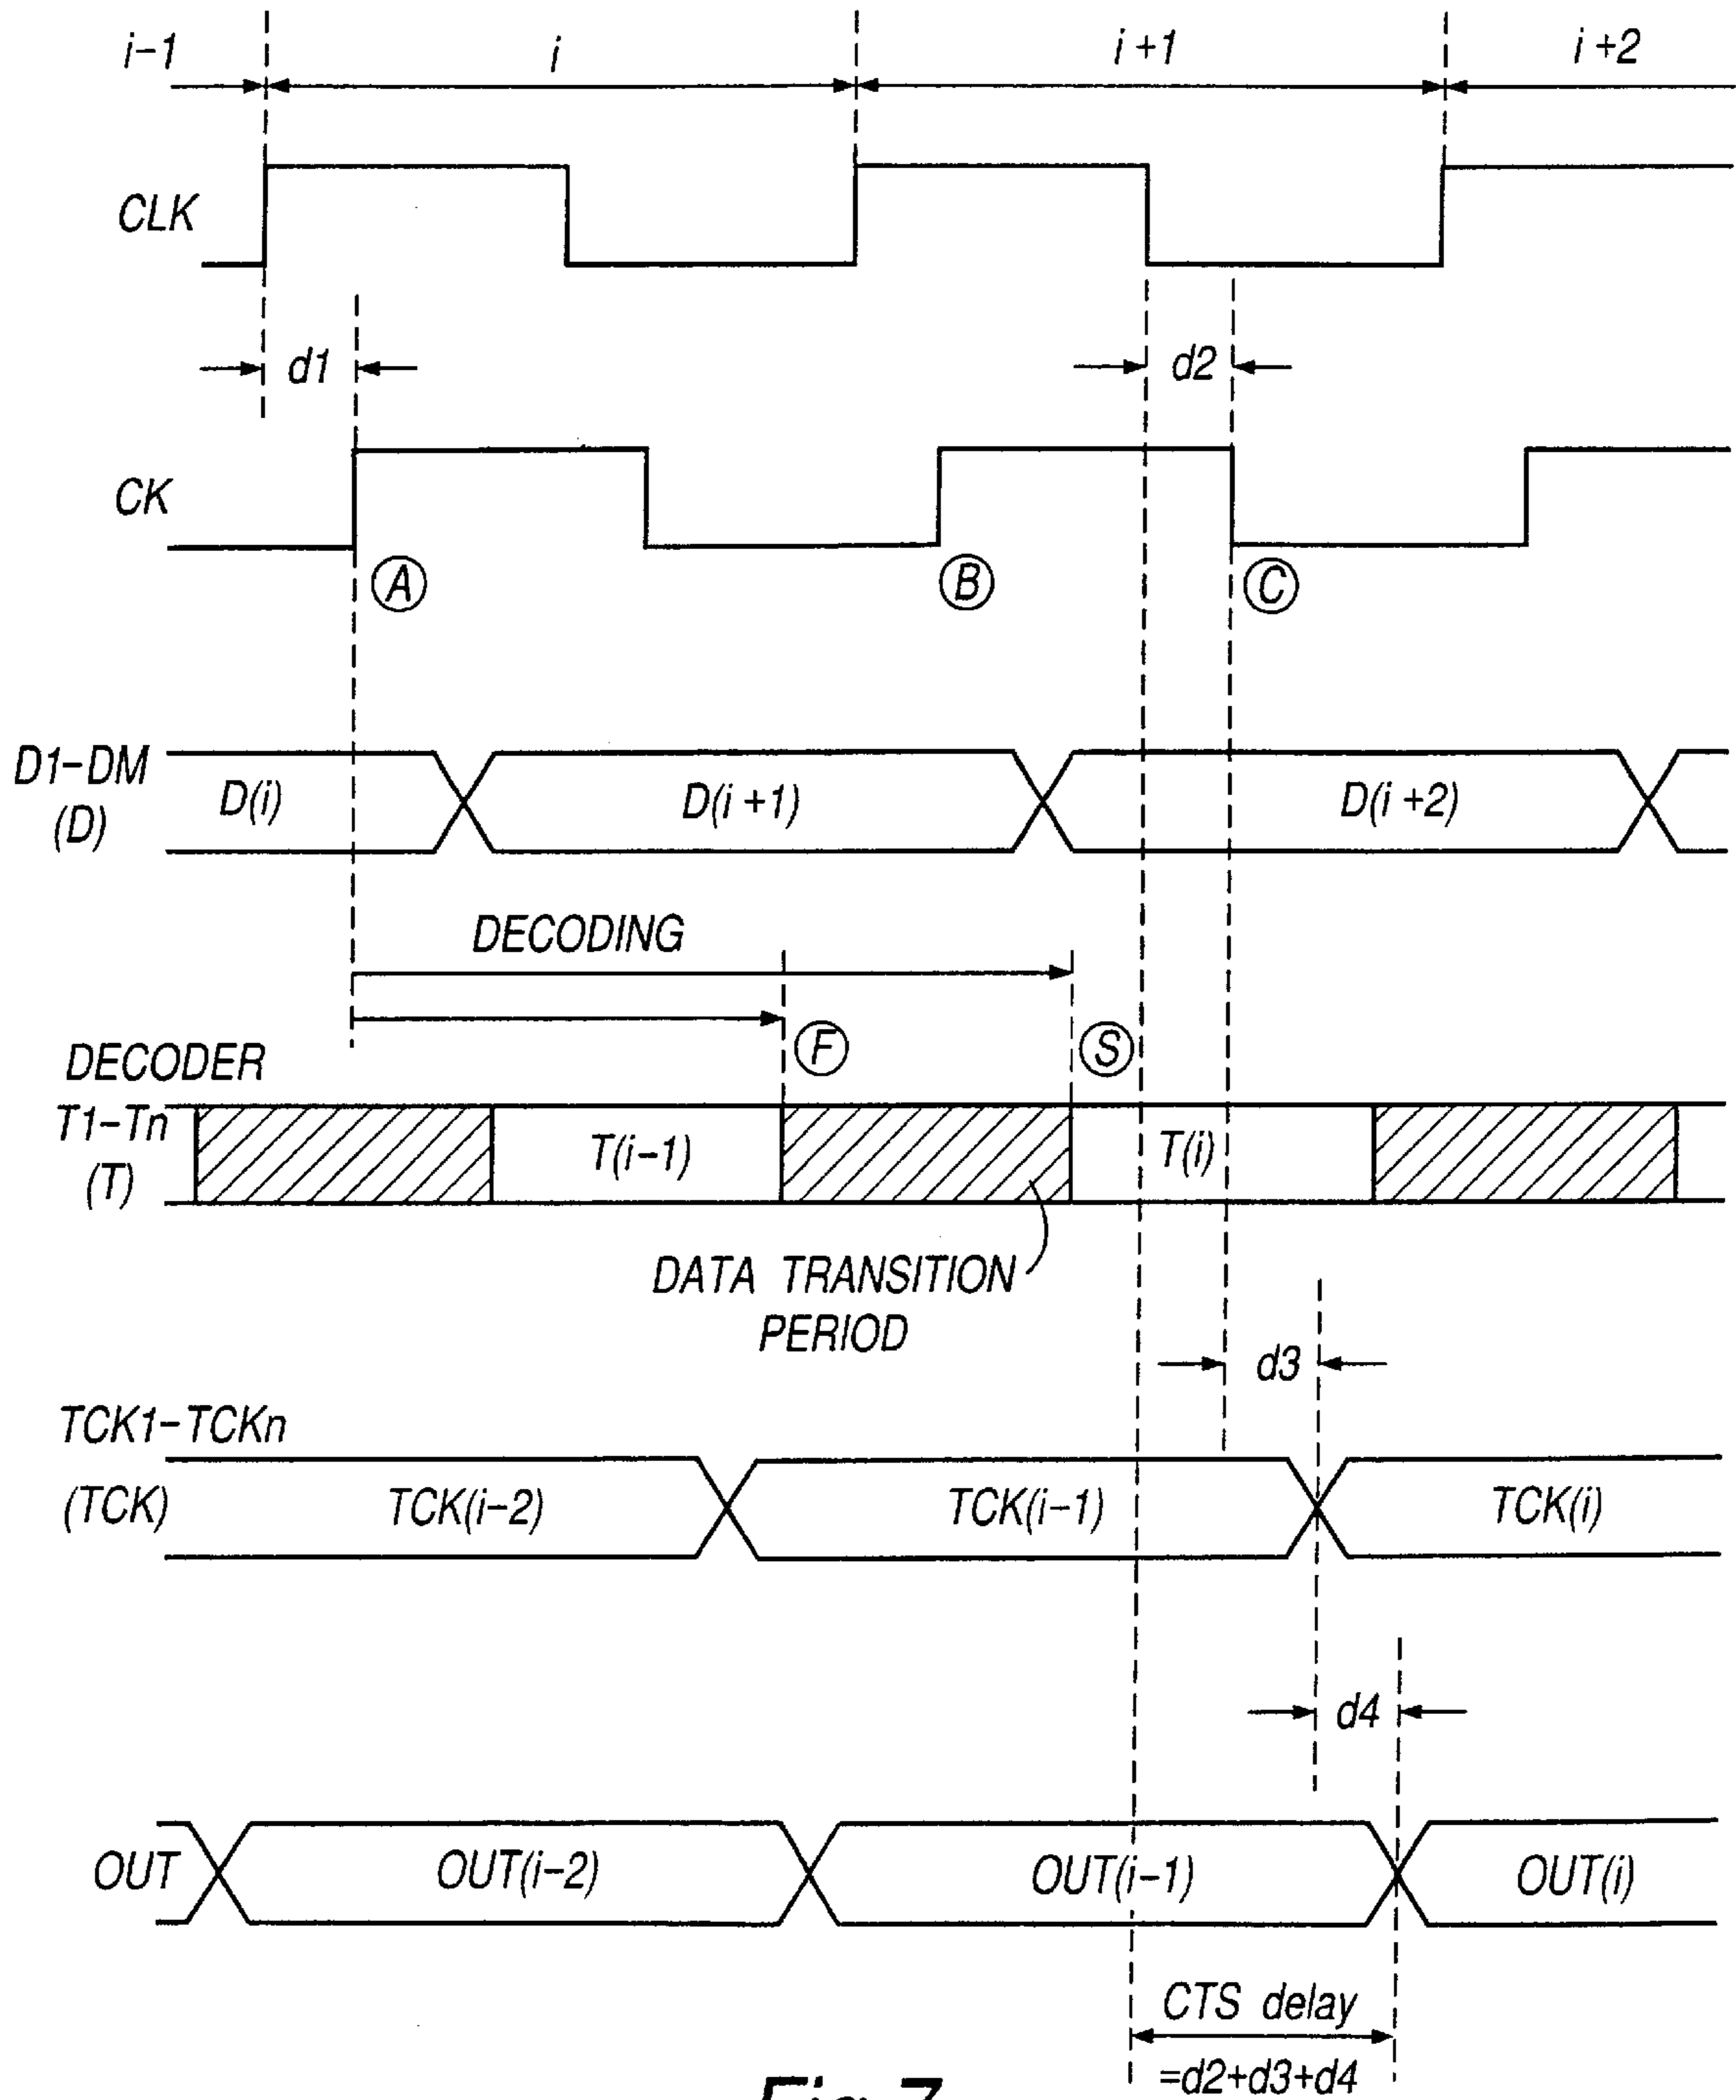 i-1
i
i+1
i+2
CLK
d1
d2
CK
A
B
C
D1-DM
(D)
D(i)
D(i+1)
D(i+2)
DECODING
F
S
DECODER
T1-Tn
(T)
T(i-1)
T(i)
DATA TRANSITION
PERIOD
d3
TCK1-TCKn
(TCK)
TCK(i-2)
TCK(i-1)
TCK(i)
d4
OUT
OUT(i-2)
OUT(i-1)
OUT(i)
CTS delay
=d2+d3+d4